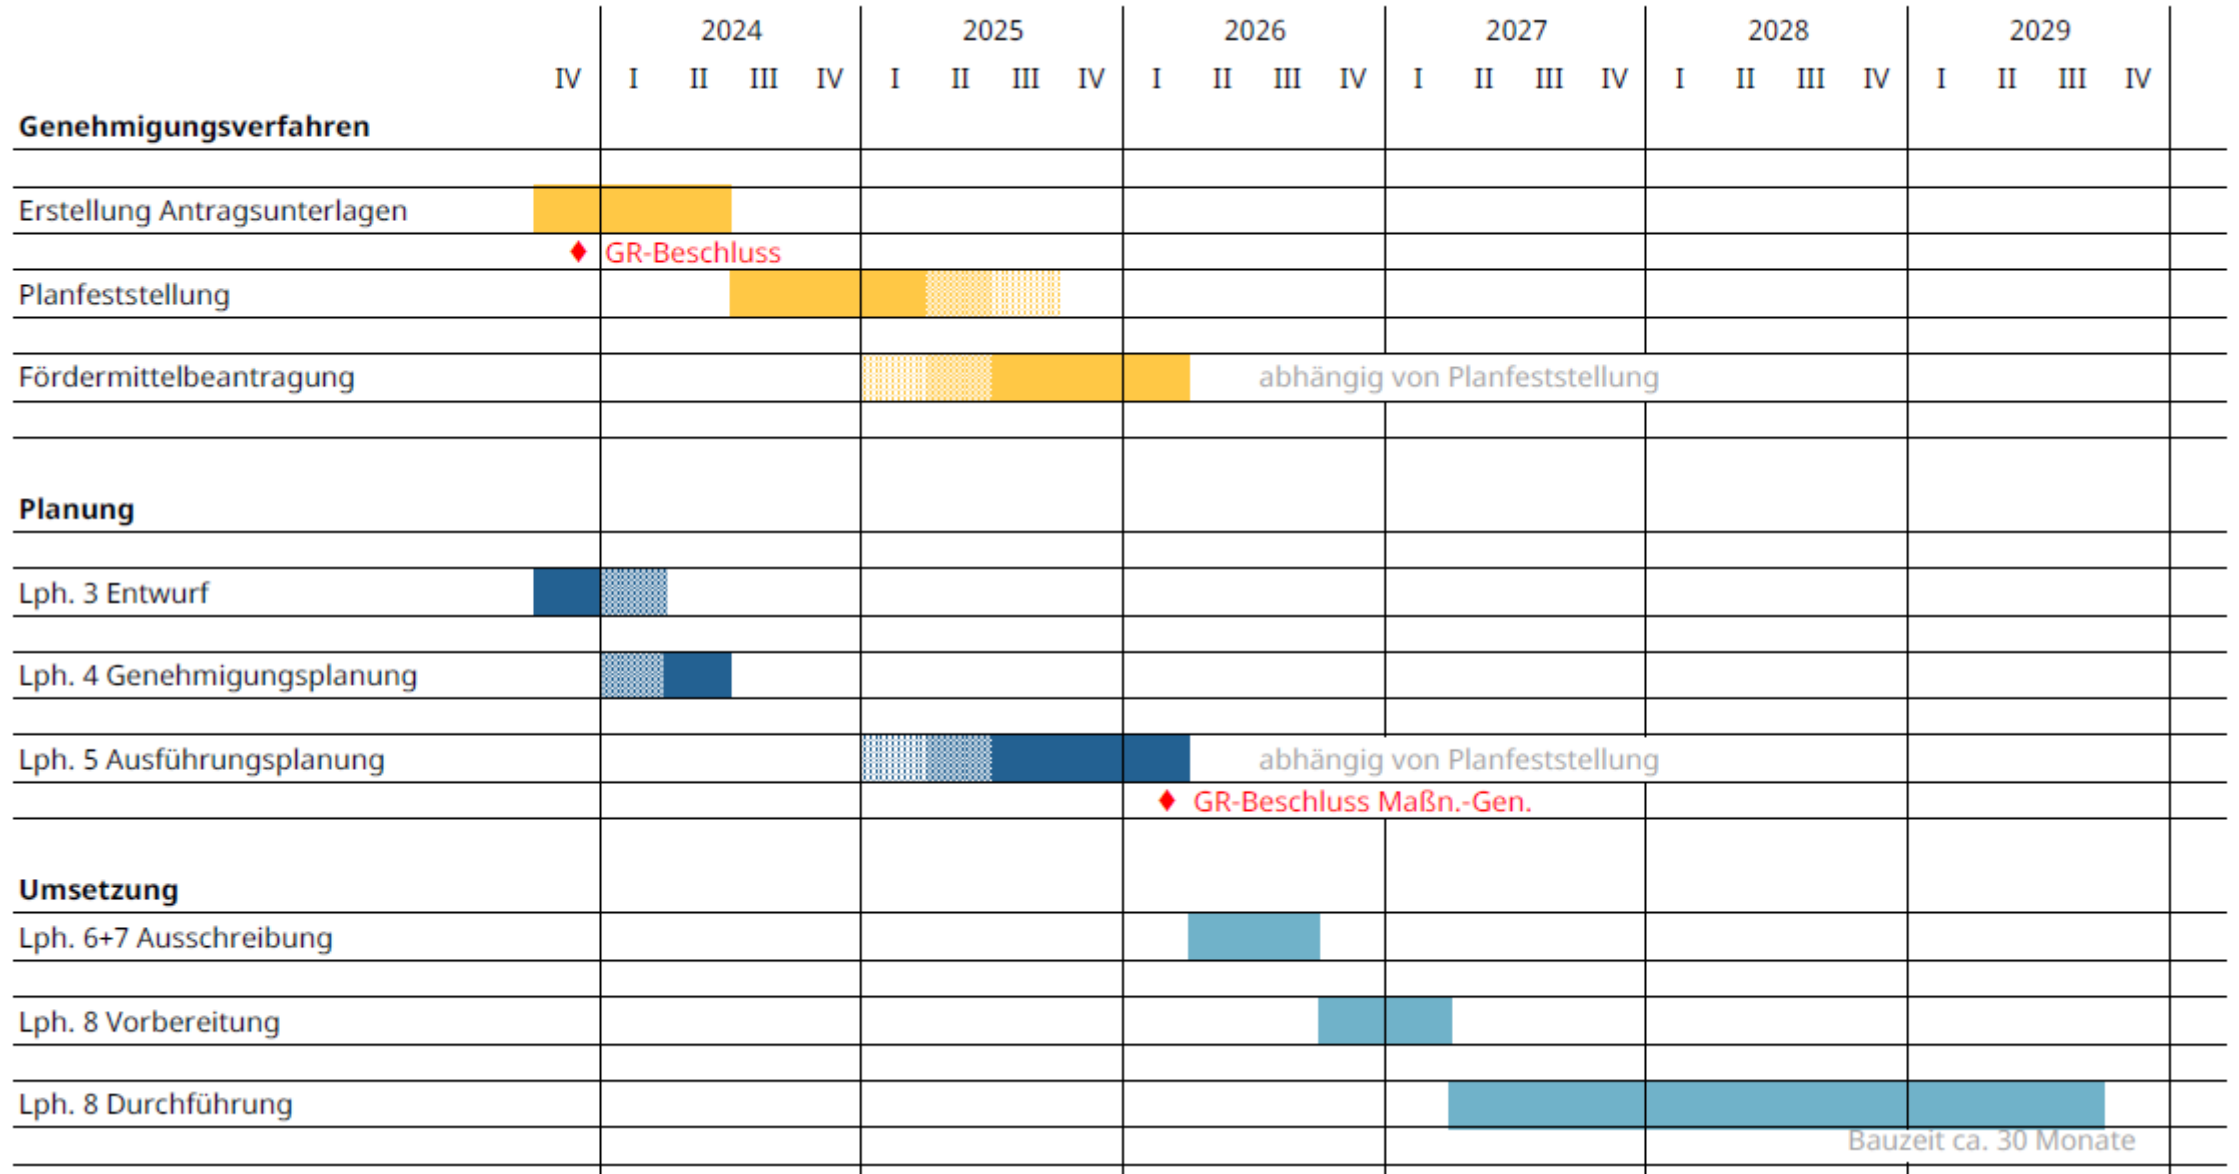 2024 2025 2026 2027 2028 2029
IV I II III IV I II III IV I II III IV I II III IV I II III IV I II III IV
Genehmigungsverfahren
Erstellung Antragsunterlagen
GR-Beschluss
Planfeststellung
Fördermittelbeantragung abhängig von Planfeststellung
Planung
Lph. 3 Entwurf
Lph. 4 Genehmigungsplanung
Lph. 5 Ausführungsplanung abhängig von Planfeststellung
GR-Beschluss Maßn.-Gen.
Umsetzung
Lph. 6+7 Ausschreibung
Lph. 8 Vorbereitung
Lph. 8 Durchführung
Bauzeit ca. 30 Monate